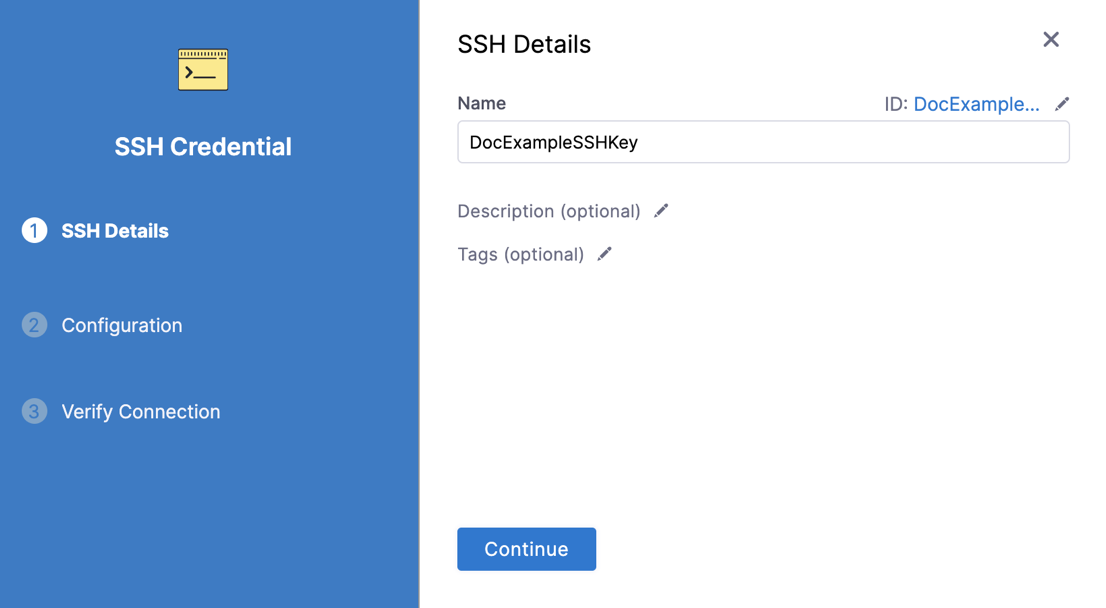 SSH Credential
1 SSH Details
2 Configuration
3 Verify Connection
SSH Details
Name
ID: DocExample...
DocExampleSSHKey
Description (optional)
Tags (optional)
Continue